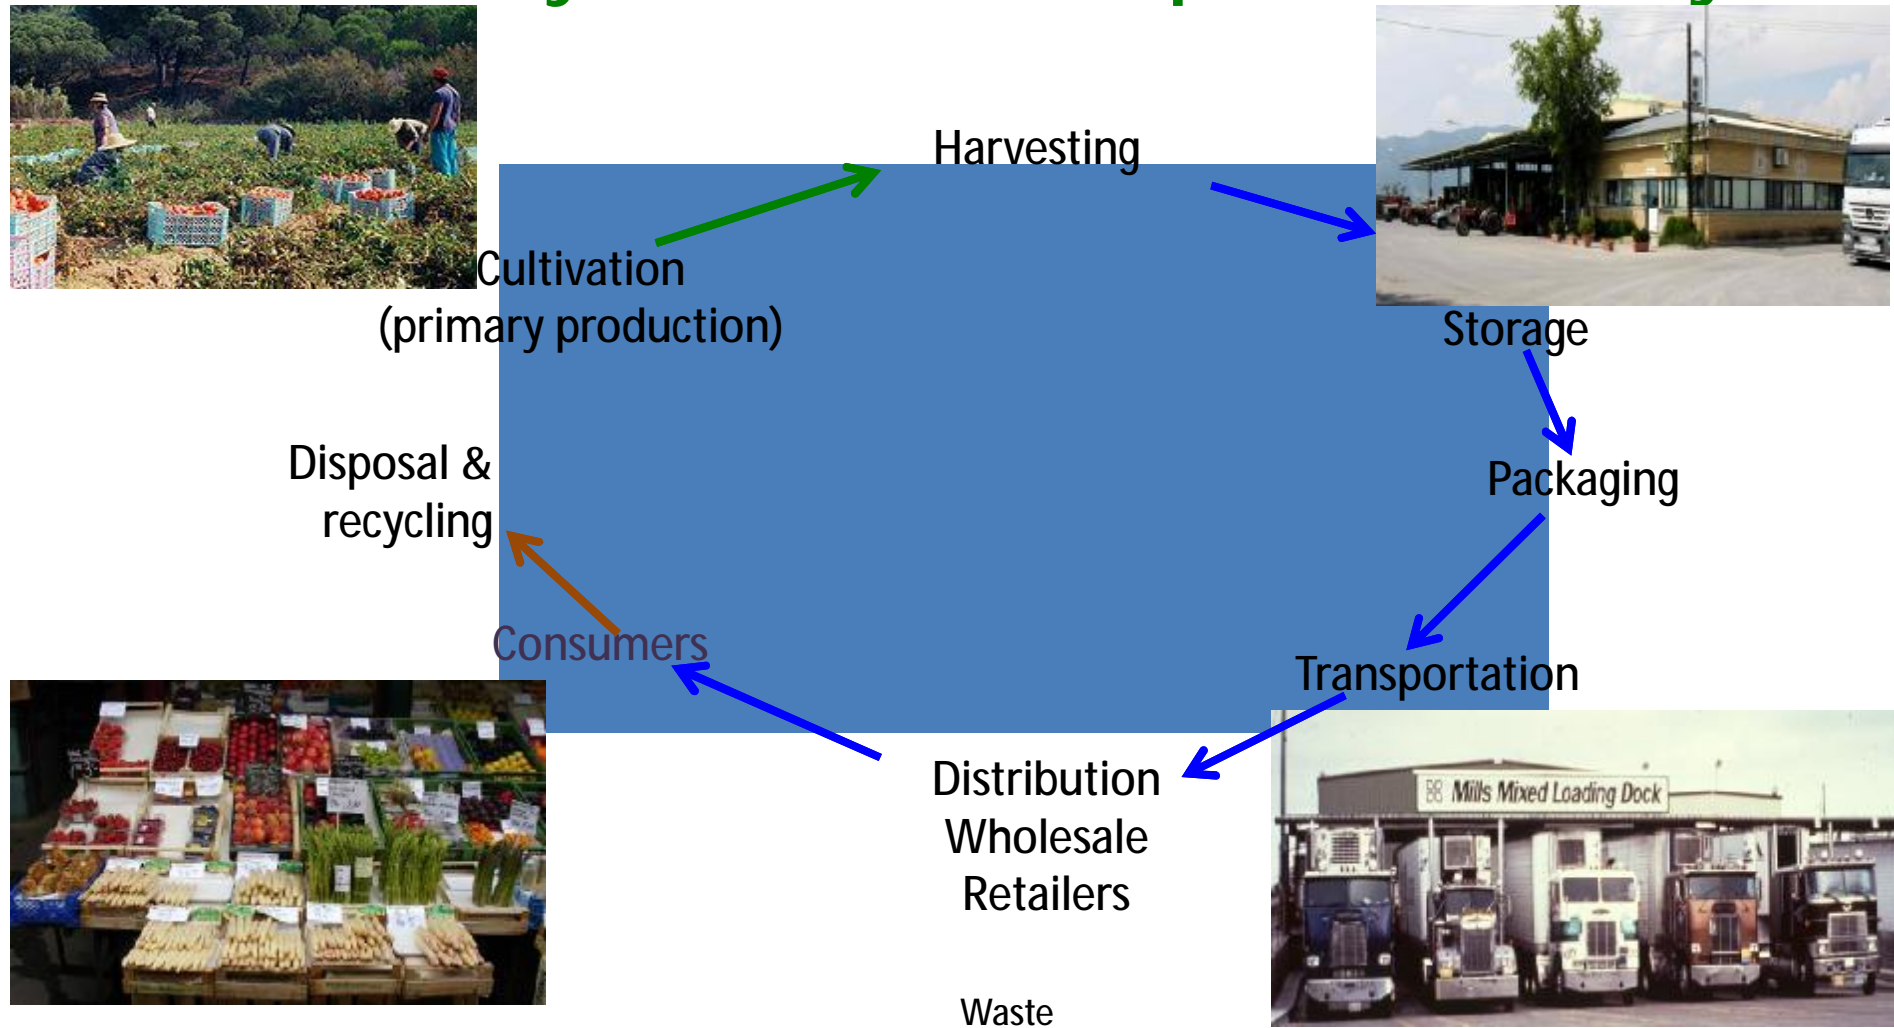 Harvesting
Cultivation
(primary production)
Storage
Disposal &
recycling
Packaging
Consumers
Transportation
Distribution
Wholesale
Retailers
Mills Mixed Loading Dock
Waste